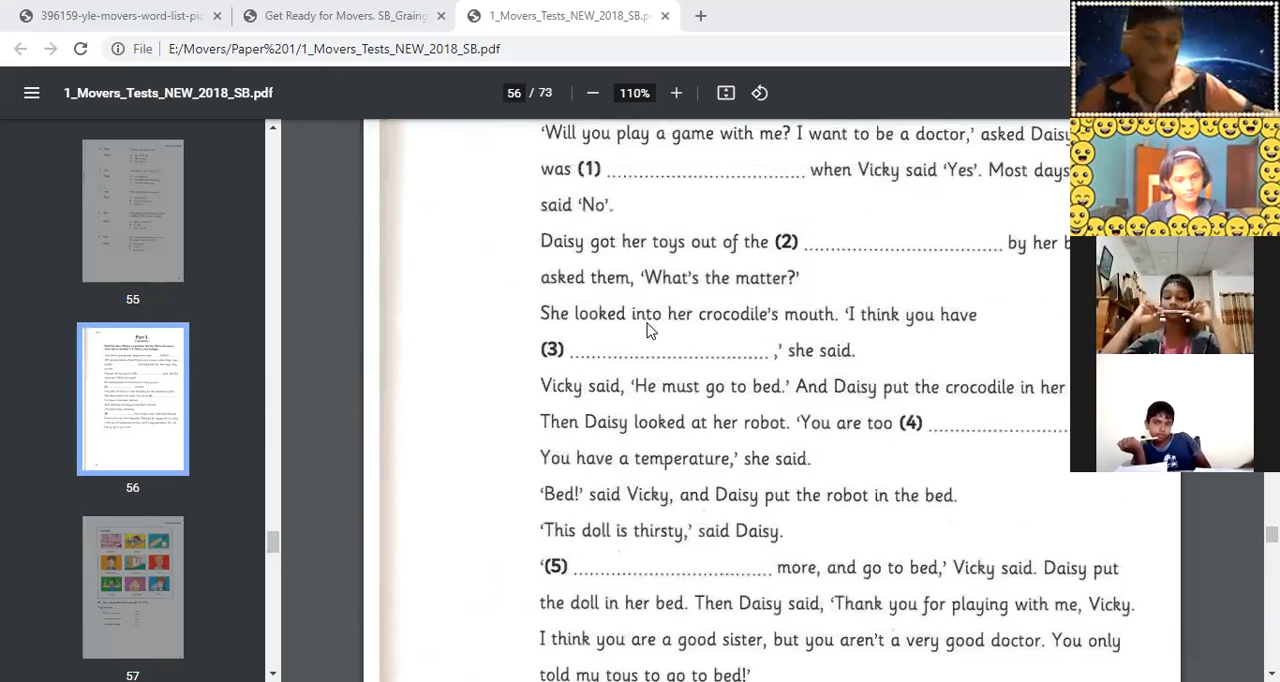 396159-yle-movers-word-list-pic
Get Ready for Movers. SB_Graing
1_Movers_Tests_NEW_2018_SB.pdf
File E:/Movers/Paper%201/1_Movers_Tests_NEW_2018_SB.pdf
1_Movers_Tests_NEW_2018_SB.pdf
56 / 73
110%
'Will you play a game with me? I want to be a doctor,' asked Daisy
was (1) ........................................ when Vicky said 'Yes'. Most days
said 'No'.
Daisy got her toys out of the (2) ........................................ by her b
asked them, 'What's the matter?'
She looked into her crocodile's mouth. 'I think you have
(3) ........................................ ,' she said.
Vicky said, 'He must go to bed.' And Daisy put the crocodile in her
Then Daisy looked at her robot. 'You are too (4) ............................
You have a temperature,' she said.
'Bed!' said Vicky, and Daisy put the robot in the bed.
'This doll is thirsty,' said Daisy.
'(5) ........................................ more, and go to bed,' Vicky said. Daisy put
the doll in her bed. Then Daisy said, 'Thank you for playing with me, Vicky.
I think you are a good sister, but you aren't a very good doctor. You only
told my toys to go to bed!'
55
Part 3
56
57